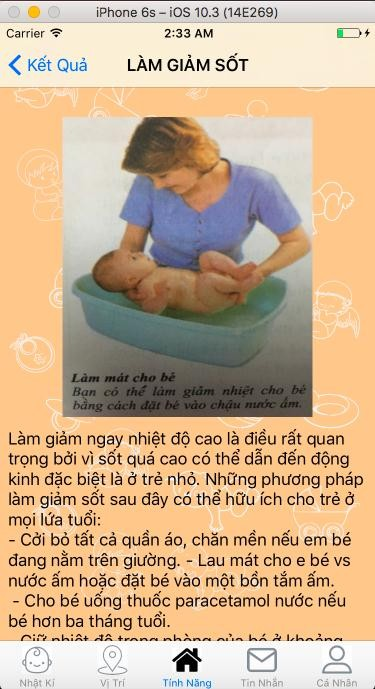 iPhone 6s – iOS 10.3 (14E269)
Carrier 2:33 AM
Kết Quả LÀM GIẢM SỐT
Làm mát cho bé
Bạn có thể làm giảm nhiệt cho bé
bằng cách đặt bé vào chậu nước ấm.
Làm giảm ngay nhiệt độ cao là điều rất quan
trọng bởi vì sốt quá cao có thể dẫn đến động
kinh đặc biệt là ở trẻ nhỏ. Những phương pháp
làm giảm sốt sau đây có thể hữu ích cho trẻ ở
mọi lứa tuổi:
- Cởi bỏ tất cả quần áo, chăn mền nếu em bé
đang nằm trên giường. - Lau mát cho e bé vs
nước ấm hoặc đặt bé vào một bồn tắm ấm.
- Cho bé uống thuốc paracetamol nước nếu
bé hơn ba tháng tuổi.
- Giữ nhiệt độ trong phòng của bé ở khoảng
Nhật Kí Vị Trí Tính Năng Tin Nhắn Cá Nhân